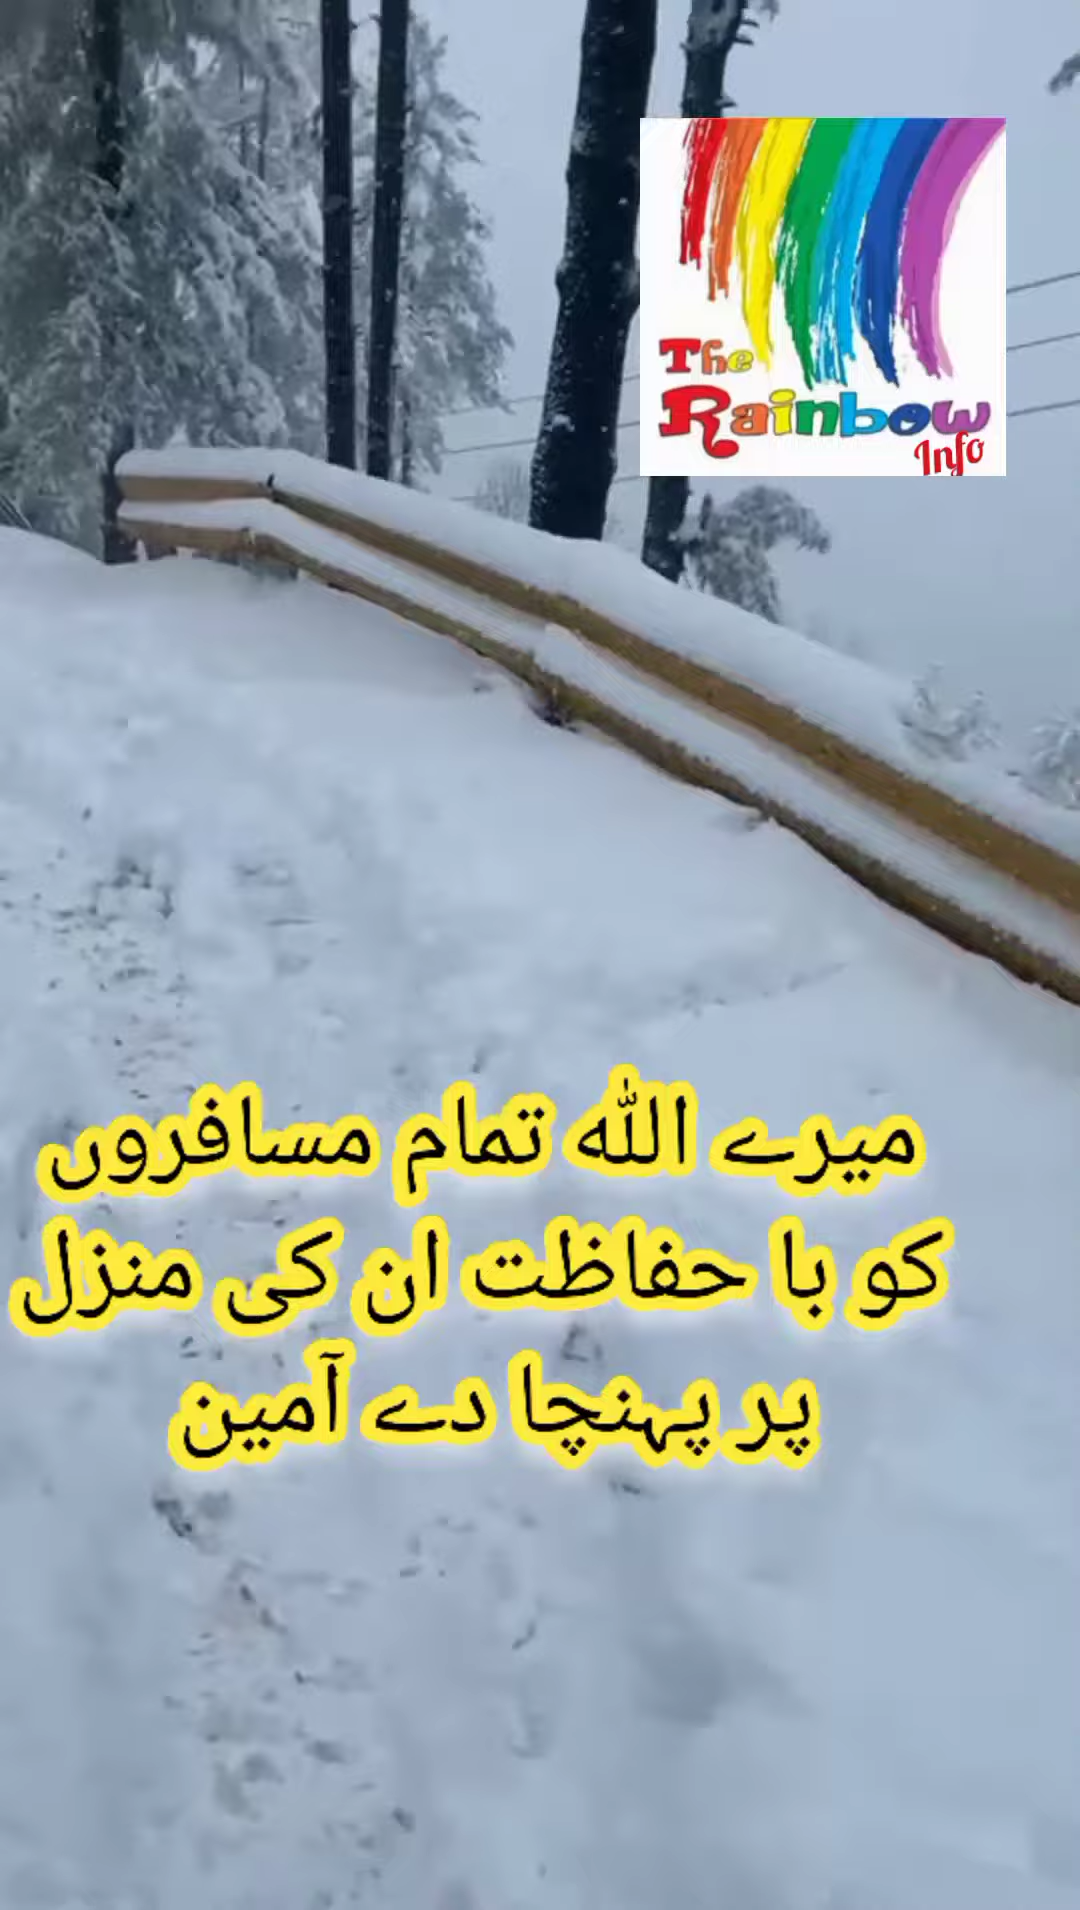 The
Rainbow
Info
میرے اللہ تمام مسافروں
کو با حفاظت ان کی منزل
پر پہنچا دے آمین